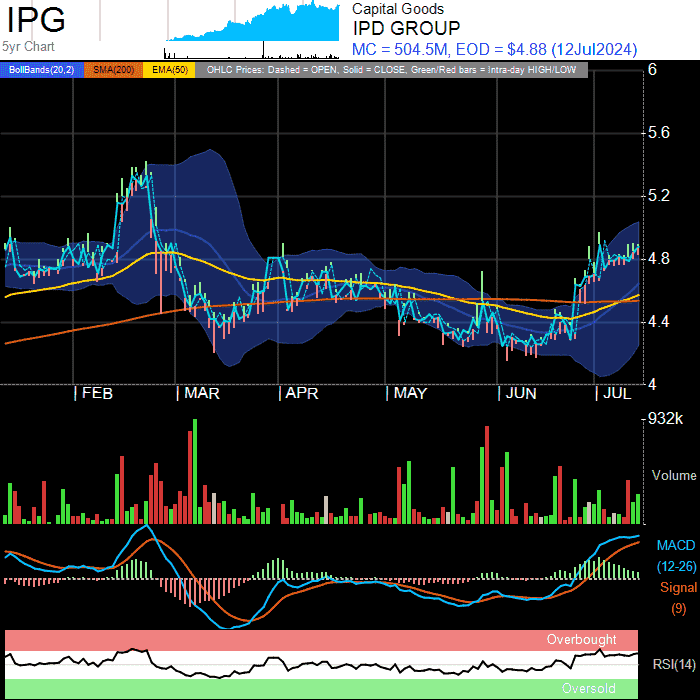 IPG
5yr Chart
Capital Goods
IPD GROUP
MC = 504.5M, EOD = $4.88 (12Jul2024)
BollBands(20,2) SMA(200) EMA(50) OHLC Prices: Dashed = OPEN, Solid = CLOSE, Green/Red bars = Intra-day HIGH/LOW
6
5.6
5.2
4.8
4.4
4
FEB MAR APR MAY JUN JUL
932k
Volume
MACD
(12-26)
Signal
(9)
Overbought
RSI(14)
Oversold